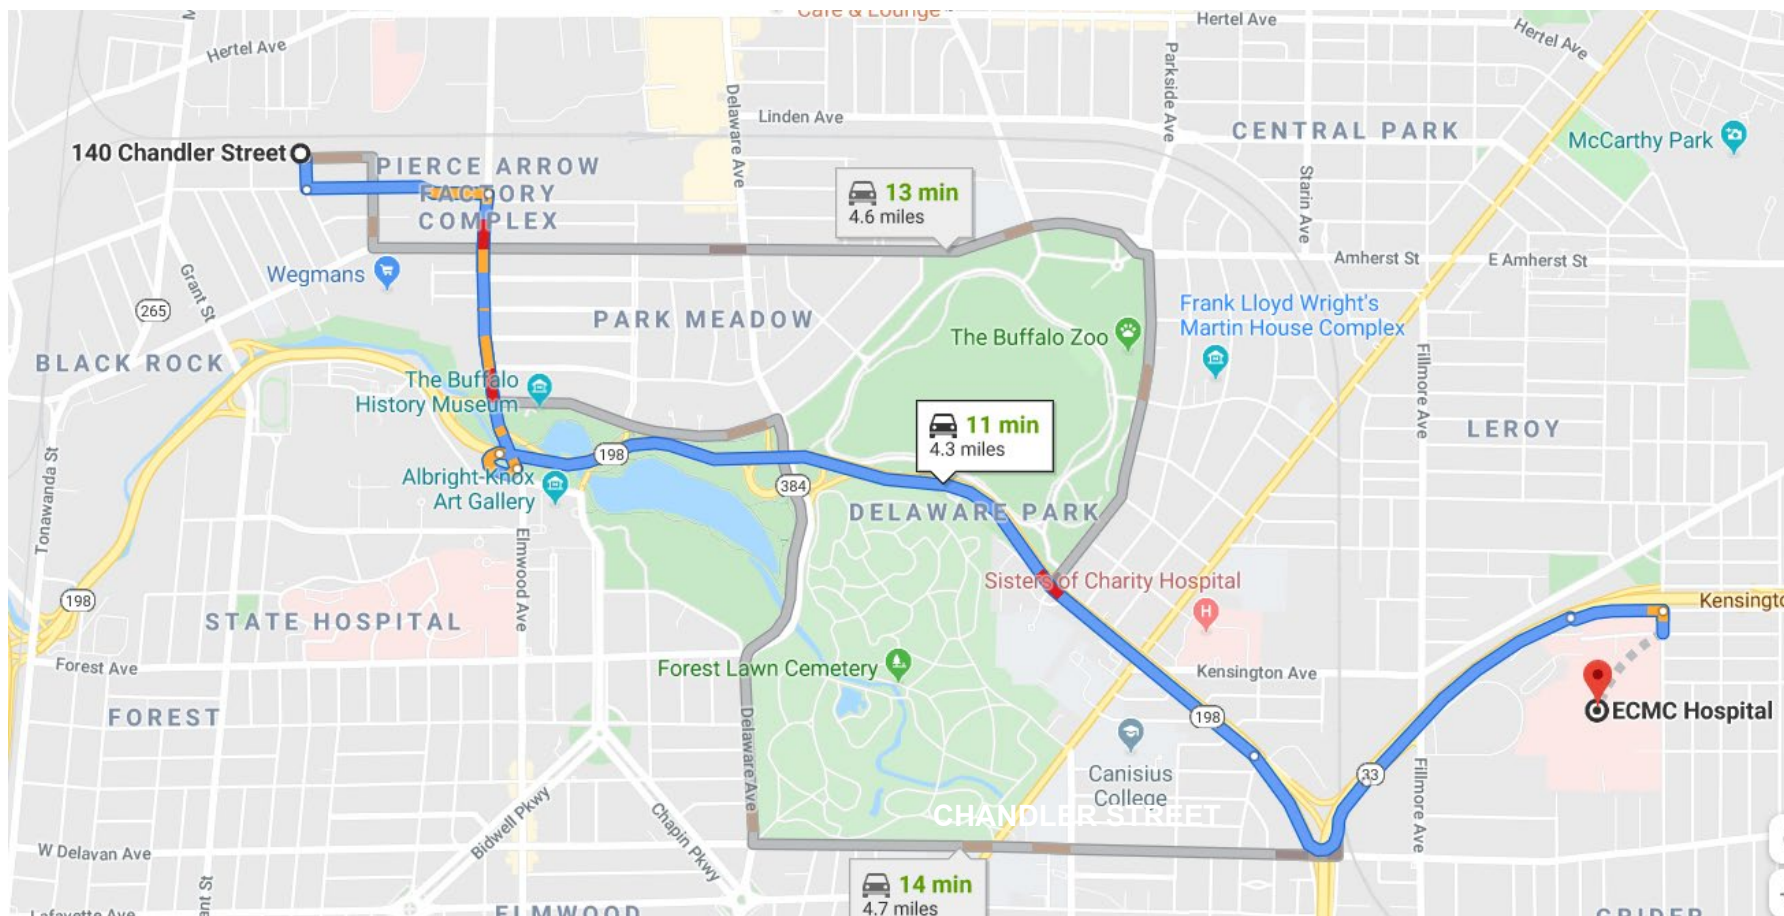 Cafe & Lounge
Hertel Ave
Hertel Ave
Hertel Ave
Parkside Ave
Delaware Ave
Linden Ave
CENTRAL PARK
McCarthy Park
140 Chandler Street
PIERCE ARROW
FACTORY
COMPLEX
13 min
4.6 miles
Starin Ave
Amherst St
E Amherst St
Wegmans
Grant St
265
PARK MEADOW
Frank Lloyd Wright's
Martin House Complex
The Buffalo Zoo
BLACK ROCK
Fillmore Ave
The Buffalo
History Museum
11 min
4.3 miles
LEROY
198
Albright-Knox
Art Gallery
384
DELAWARE PARK
Tonawanda St
Elmwood Ave
Sisters of Charity Hospital
H
198
STATE HOSPITAL
Forest Ave
Forest Lawn Cemetery
Kensington Ave
ECMC Hospital
FOREST
198
Delaware Ave
33
Canisius
College
Fillmore Ave
CHANDLER STREET
Bidwell Pkwy
Chapin Pkwy
W Delavan Ave
14 min
4.7 miles
Lafayette Ave
ELMWOOD